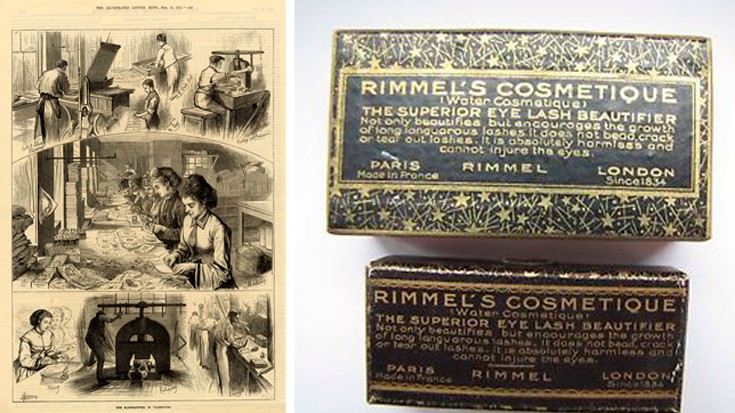 THE ILLUSTRATED LONDON NEWS,
RIMMEL'S COSMETIQUE
(Water Cosmetique)
THE SUPERIOR EYE LASH BEAUTIFIER
Not only beautifies, but encourages the growth
of long languorous lashes. It does not bead, crack
or tear out lashes. It is absolutely harmless and
cannot injure the eyes.
PARIS RIMMEL LONDON
Made in France Since 1834
RIMMEL'S COSMETIQUE
(Water Cosmetique)
THE SUPERIOR EYE LASH BEAUTIFIER
Not only beautifies, but encourages the growth
of long languorous lashes. It does not bead, crack
or tear out lashes. It is absolutely harmless and
cannot injure the eyes.
PARIS RIMMEL LONDON
Made in France Since 1834